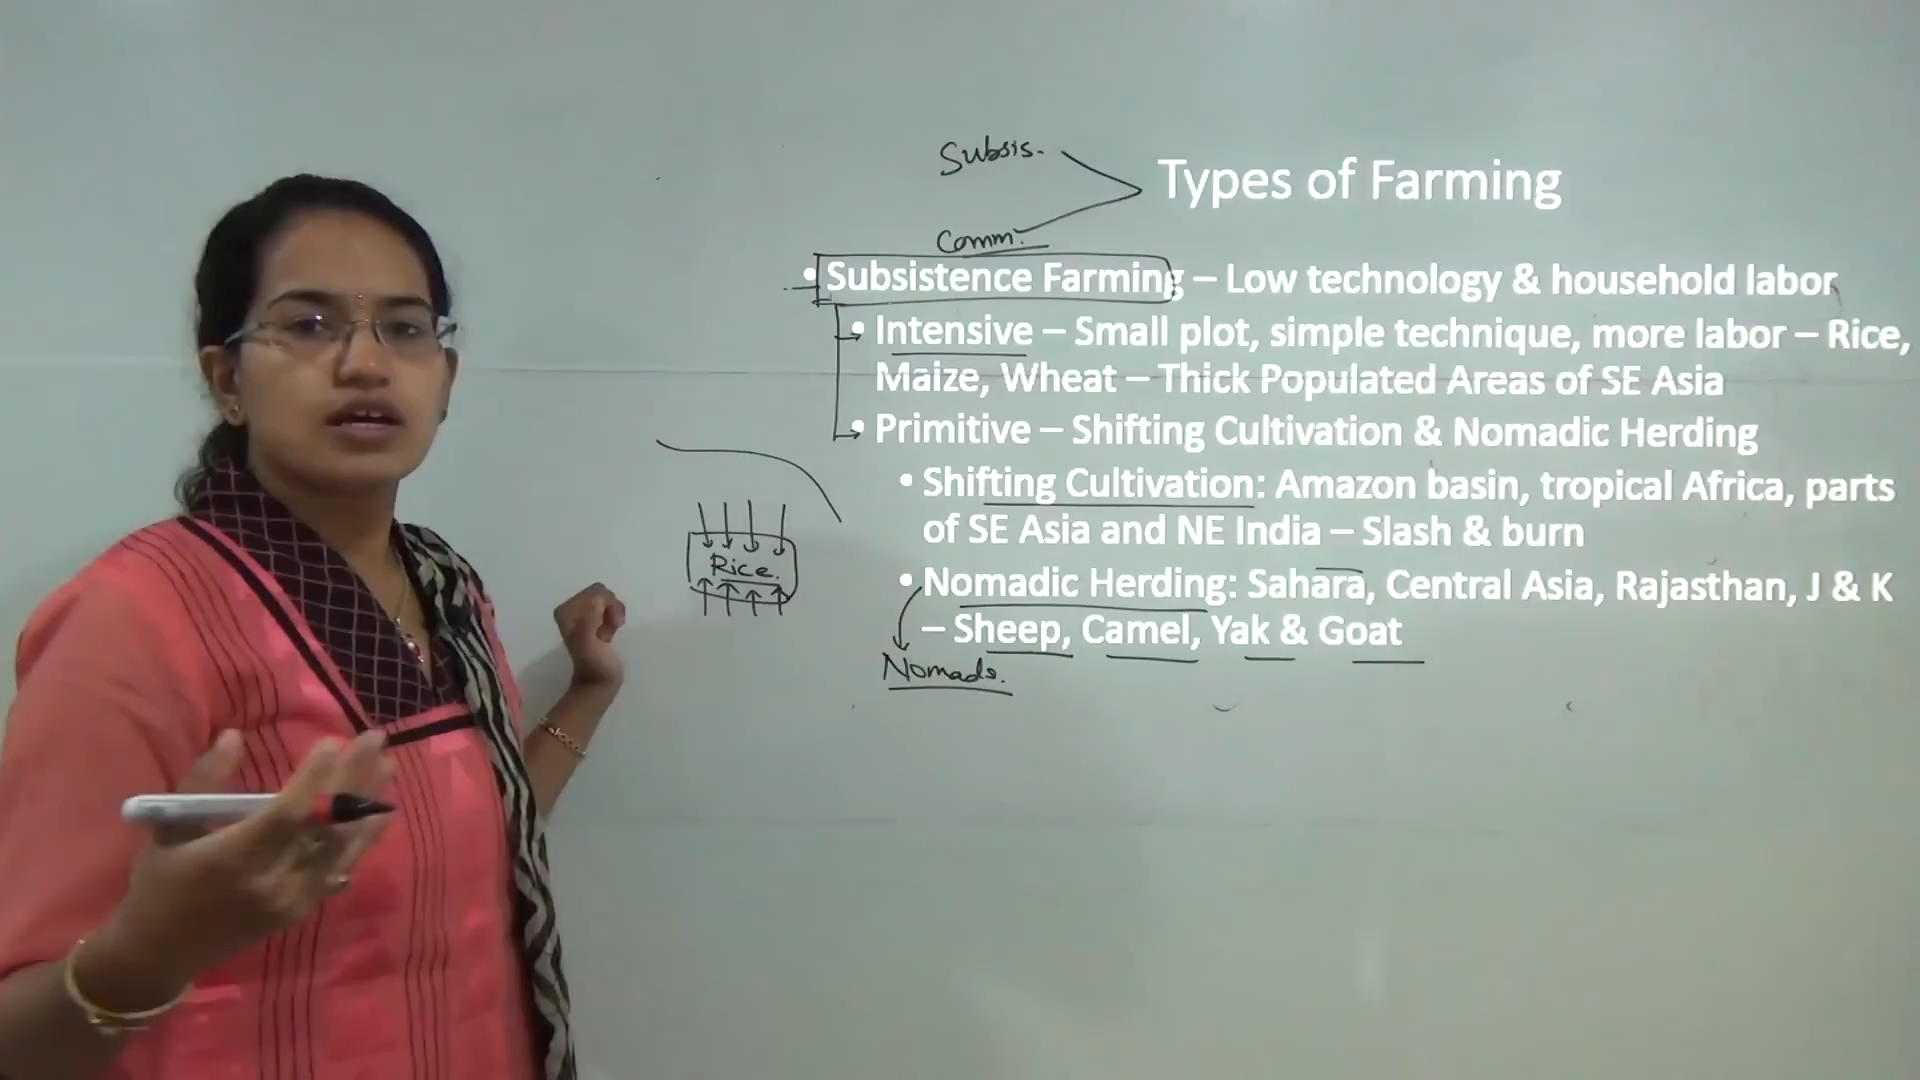 Subsis.
Types of Farming
Comm.
• Subsistence Farming – Low technology & household labor
• Intensive – Small plot, simple technique, more labor – Rice,
Maize, Wheat – Thick Populated Areas of SE Asia
• Primitive – Shifting Cultivation & Nomadic Herding
• Shifting Cultivation: Amazon basin, tropical Africa, parts
of SE Asia and NE India – Slash & burn
Rice.
• Nomadic Herding: Sahara, Central Asia, Rajasthan, J & K
– Sheep, Camel, Yak & Goat
Nomads.